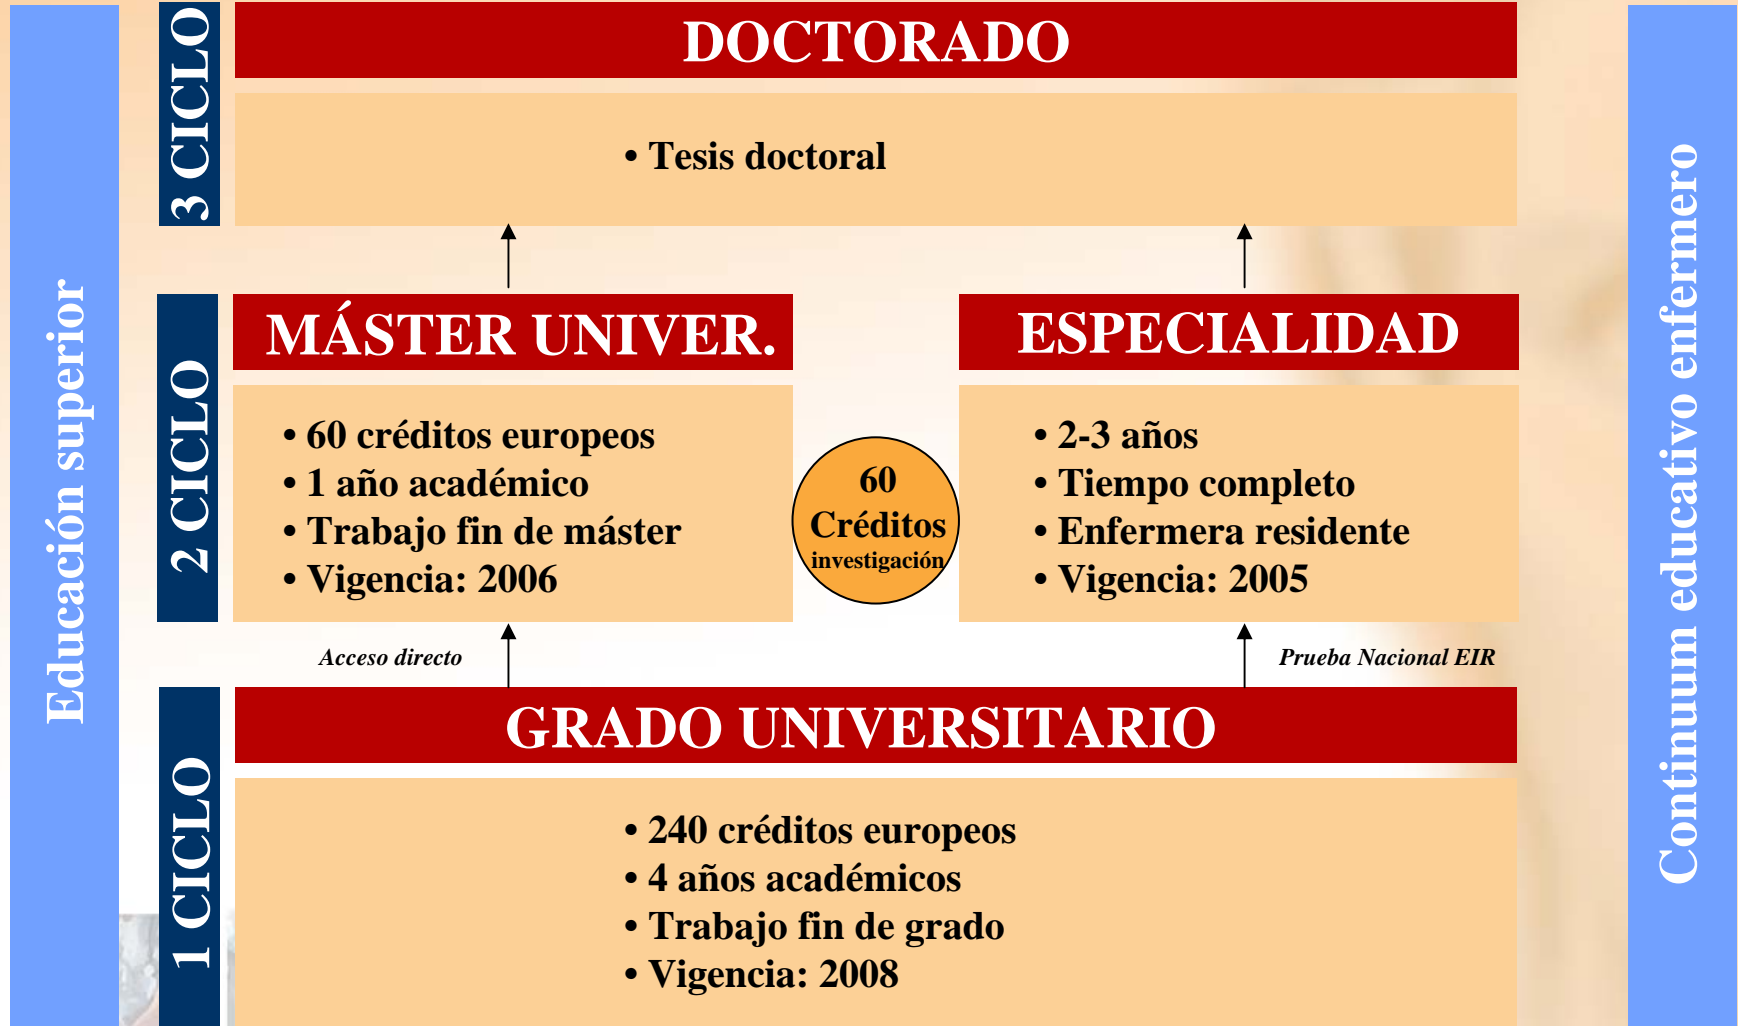 Educación superior
3 CICLO
DOCTORADO
• Tesis doctoral
2 CICLO
MÁSTER UNIVER.
• 60 créditos europeos
• 1 año académico
• Trabajo fin de máster
• Vigencia: 2006
60
Créditos
investigación
ESPECIALIDAD
• 2-3 años
• Tiempo completo
• Enfermera residente
• Vigencia: 2005
Acceso directo
Prueba Nacional EIR
1 CICLO
GRADO UNIVERSITARIO
• 240 créditos europeos
• 4 años académicos
• Trabajo fin de grado
• Vigencia: 2008
Continuum educativo enfermero